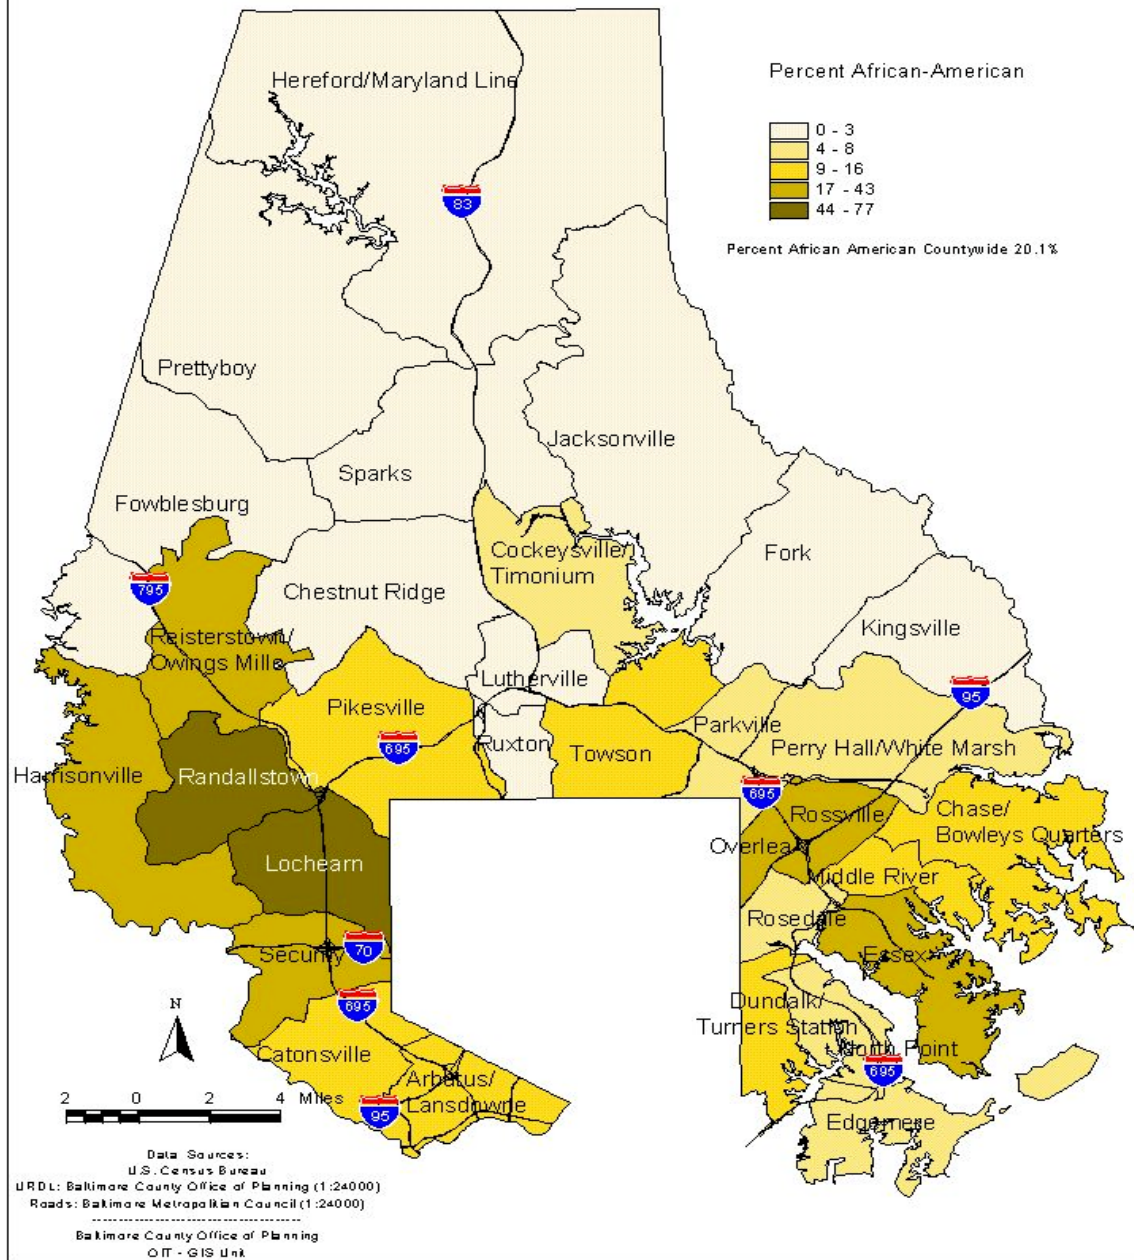 Hereford/Maryland Line
Percent African-American
0 - 3
4 - 8
9 - 16
17 - 43
44 - 77
Percent African American Countywide 20.1%
83
Prettyboy
Jacksonville
Sparks
Fowblesburg
Cockeysville/
Timonium
Fork
795
Chestnut Ridge
Kingsville
Reisterstown/
Owings Mills
Lutherville
95
Pikesville
Parkville
695
Ruxton
Towson
Perry Hall/White Marsh
Harrisonville
Randallstown
695
Rossville
Chase/
Bowleys Quarters
Overlea
Lochearn
Middle River
Rosedale
Security
70
Essex
695
Dundalk/
Turners Station
N
Catonsville
North Point
695
Arbutus/
Lansdowne
2 0 2 4 Miles
95
Edgemere
Data Sources:
U.S. Census Bureau
URDL: Baltimore County Office of Planning (1:24000)
Roads: Baltimore Metropolitan Council (1:24000)
------------------------------------
Baltimore County Office of Planning
OIT - GIS Unit